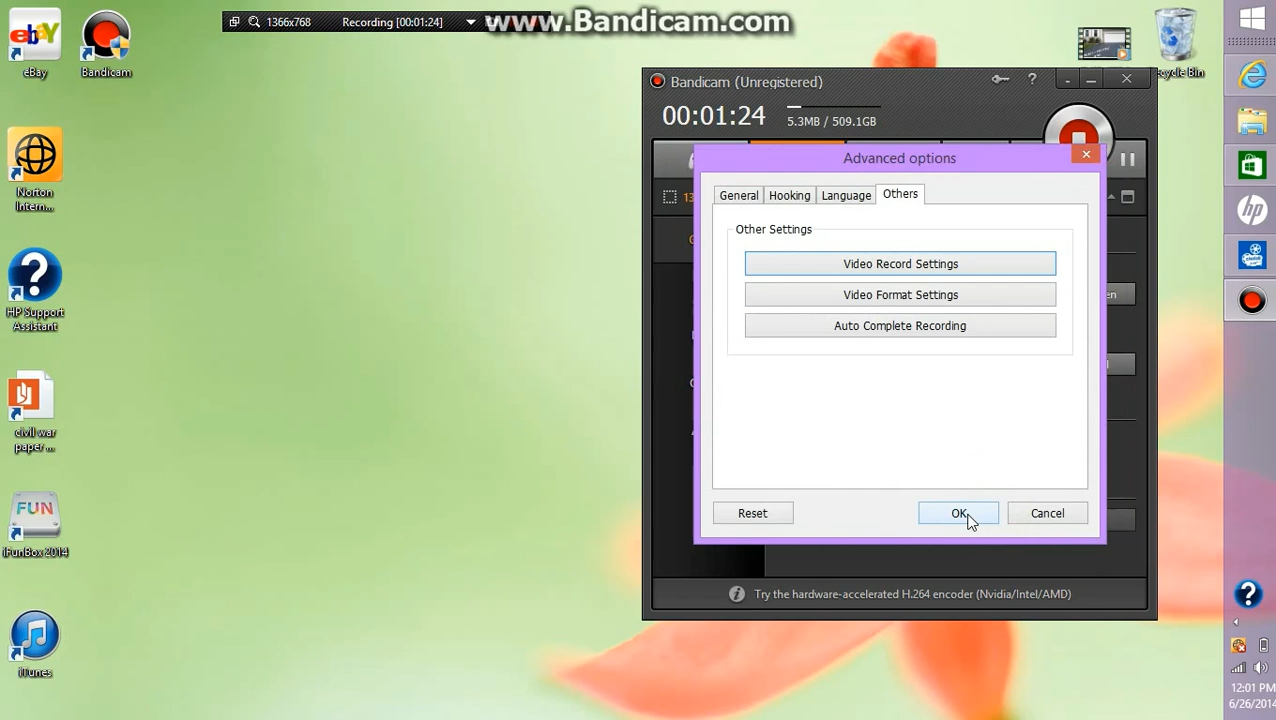 1366x768
Recording [00:01:24]
www.Bandicam.com
eBay
Bandicam
Norton
Intern...
HP Support
Assistant
civil war
paper ...
FUN
iFunBox 2014
iTunes
ecycle Bin
Bandicam (Unregistered)
?
00:01:24
5.3MB / 509.1GB
Advanced options
General
Hooking
Language
Others
Other Settings
Video Record Settings
Video Format Settings
Auto Complete Recording
Reset
OK
Cancel
Try the hardware-accelerated H.264 encoder (Nvidia/Intel/AMD)
hp
12:01 PM
6/26/2014